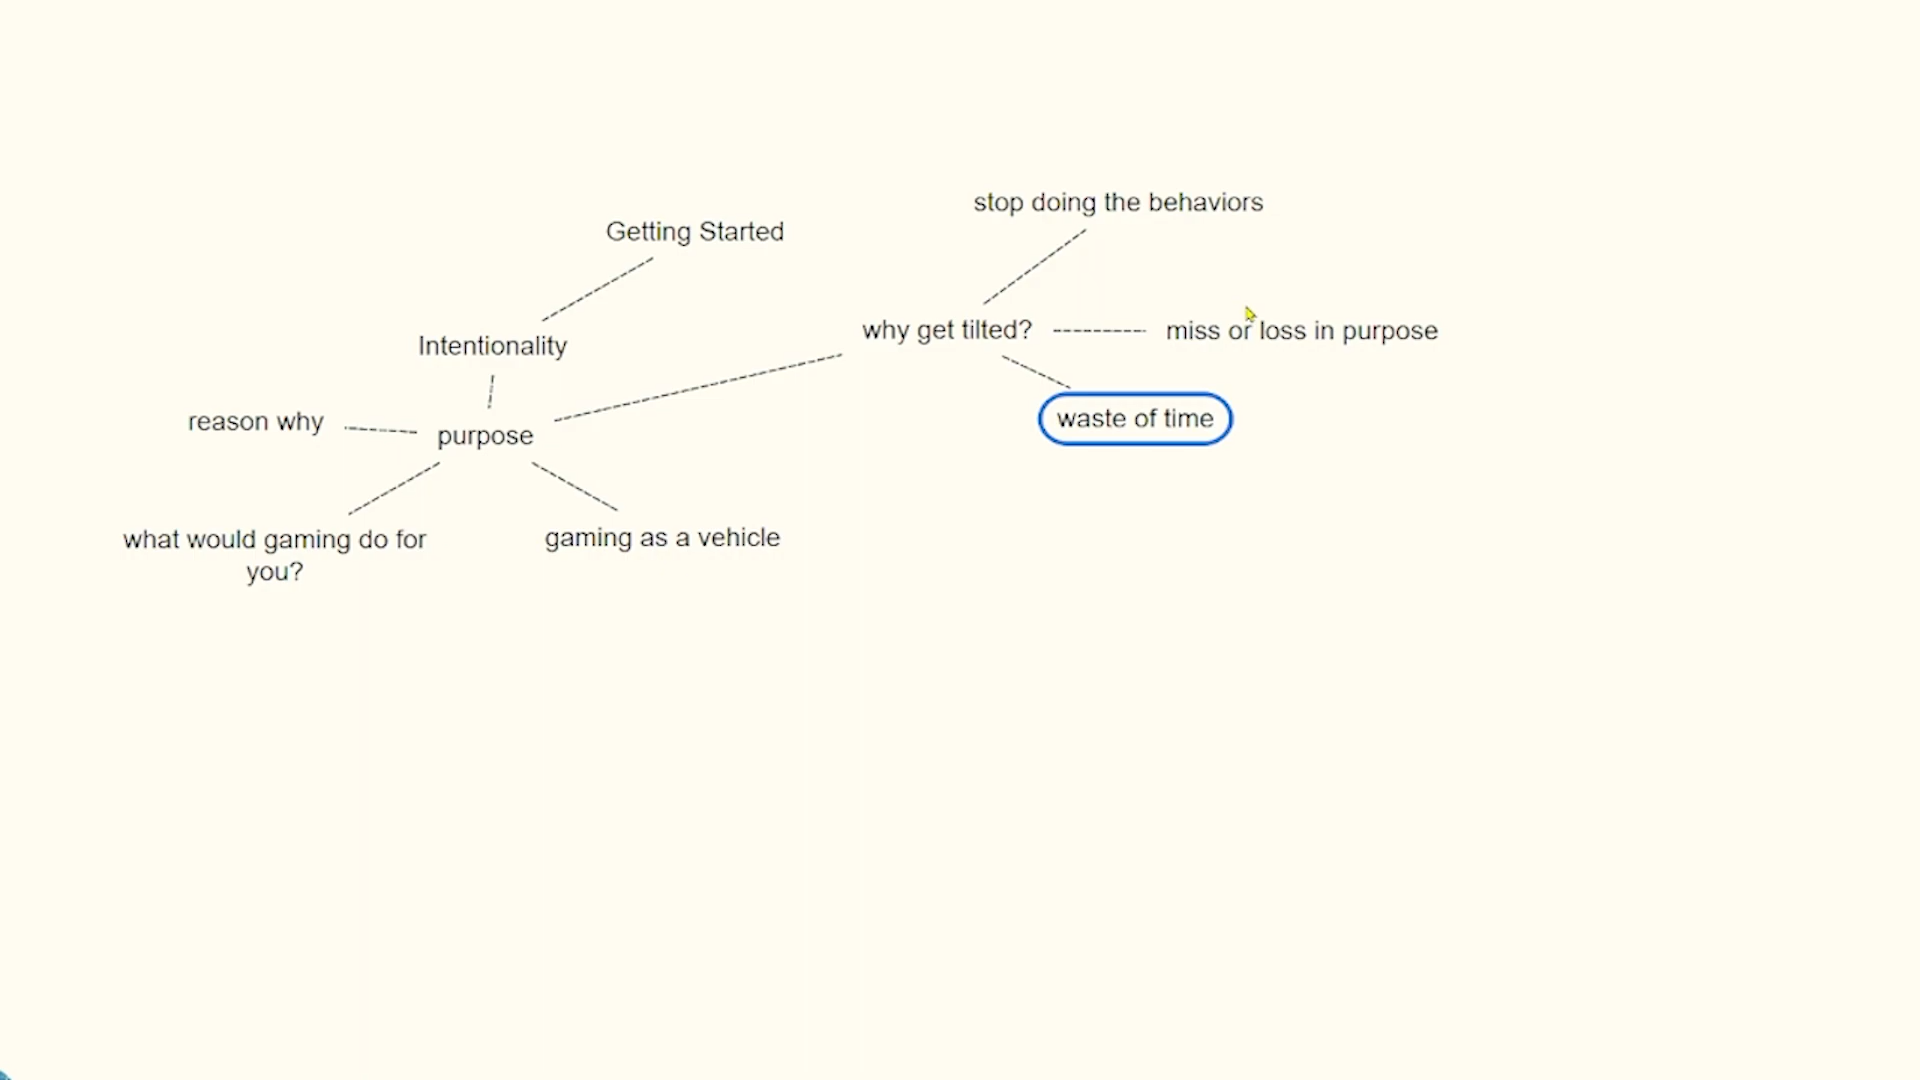 stop doing the behaviors
Getting Started
why get tilted?
miss or loss in purpose
Intentionality
waste of time
reason why
purpose
what would gaming do for
you?
gaming as a vehicle